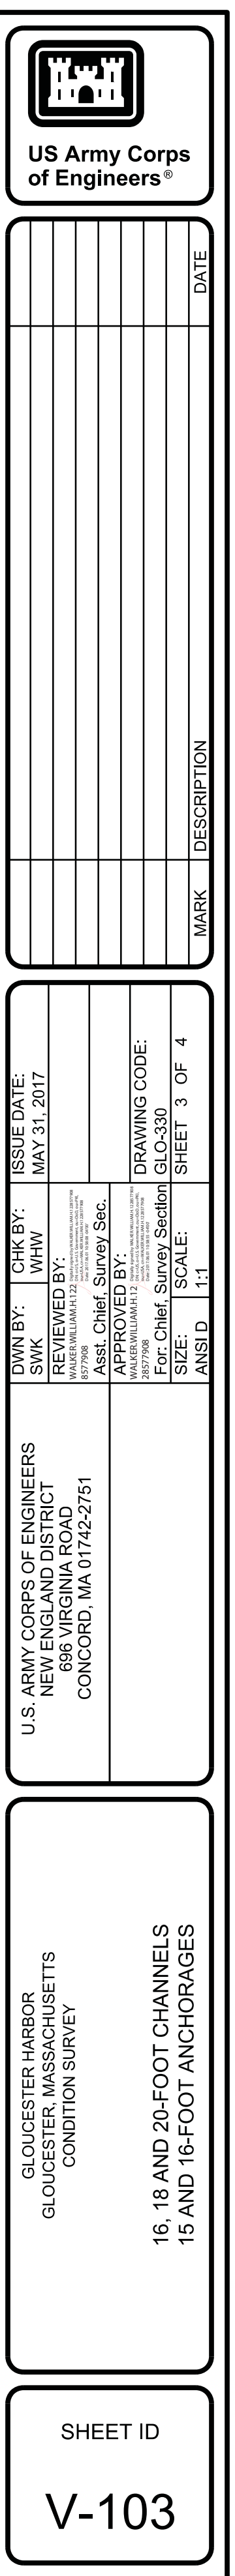 US Army Corps
of Engineers®
DATE
DESCRIPTION
MARK
DWN BY:
SWK
CHK BY:
WHW
ISSUE DATE:
MAY 31, 2017
REVIEWED BY:
WALKER.WILLIAM.H.122
8577908
Asst. Chief, Survey Sec.
APPROVED BY:
WALKER.WILLIAM.H.12
28577908
For: Chief, Survey Section
DRAWING CODE:
GLO-330
SIZE:
ANSI D
SCALE:
1:1
SHEET 3 OF 4
U.S. ARMY CORPS OF ENGINEERS
NEW ENGLAND DISTRICT
696 VIRGINIA ROAD
CONCORD, MA 01742-2751
GLOUCESTER HARBOR
GLOUCESTER, MASSACHUSETTS
CONDITION SURVEY
16, 18 AND 20-FOOT CHANNELS
15 AND 16-FOOT ANCHORAGES
SHEET ID
V-103